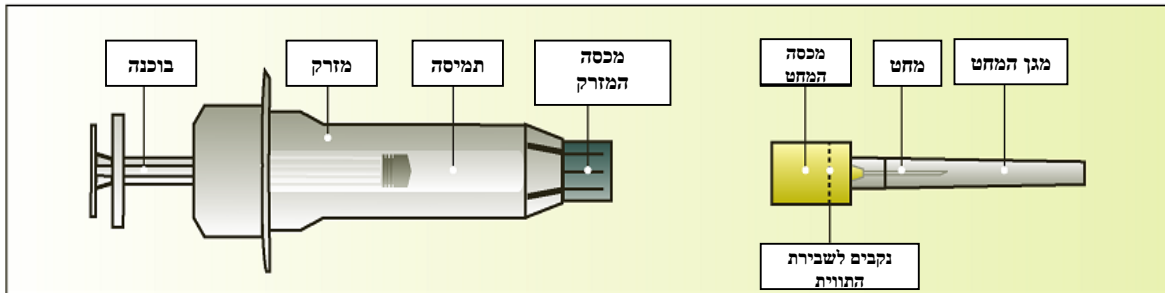 בוכנה
מזרק
תמיסה
מכסה
המזרק
מכסה
המחט
מחט
מגן המחט
נקבים לשבירת
התווית